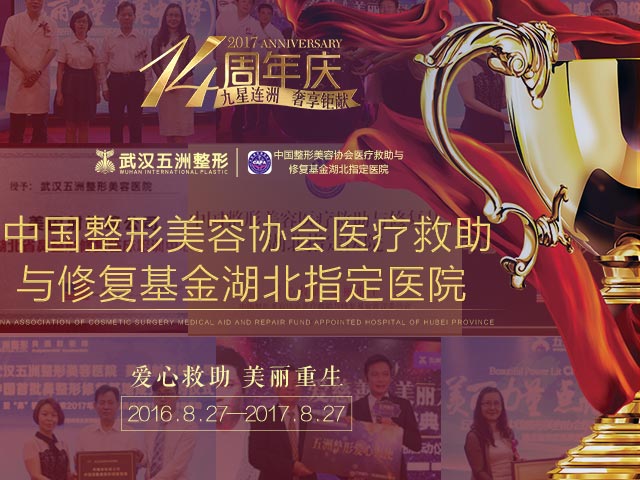 2017 ANNIVERSARY
14周年庆
九星连洲 奢享钜献
武汉五洲整形
WUHAN INTERNATIONAL PLASTIC
CAPA
中国整形美容协会医疗救助与
修复基金湖北指定医院
授予：武汉五洲整形美容医院
中国整形美容协会医疗救助
与修复基金湖北指定医院
NA ASSOCIATION OF COSMETIC SURGERY MEDICAL AID AND REPAIR FUND APPOINTED HOSPITAL OF HUBEI PROVINCE
爱心救助 美丽重生
2016.8.27—2017.8.27